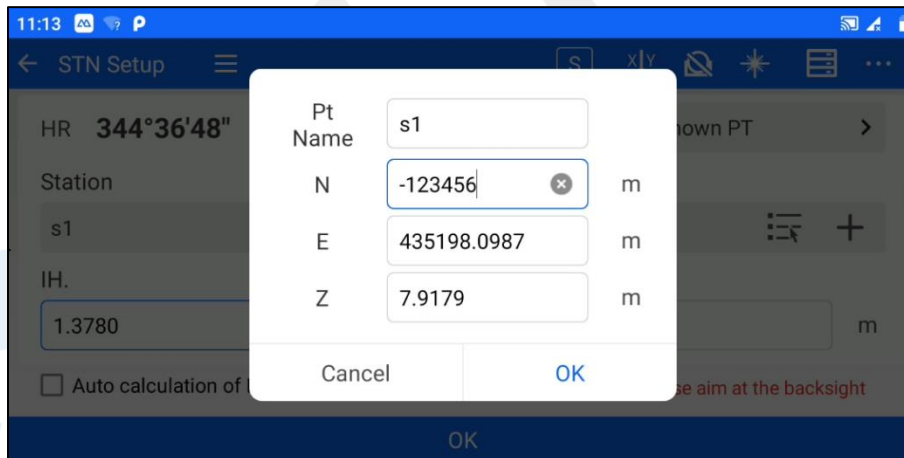 11:13
STN Setup
S X Y
HR 344°36'48"
nown PT
Station
s1
IH.
1.3780
m
Auto calculation of
se aim at the backsight
OK
Pt Name s1
N -123456 m
E 435198.0987 m
Z 7.9179 m
Cancel OK